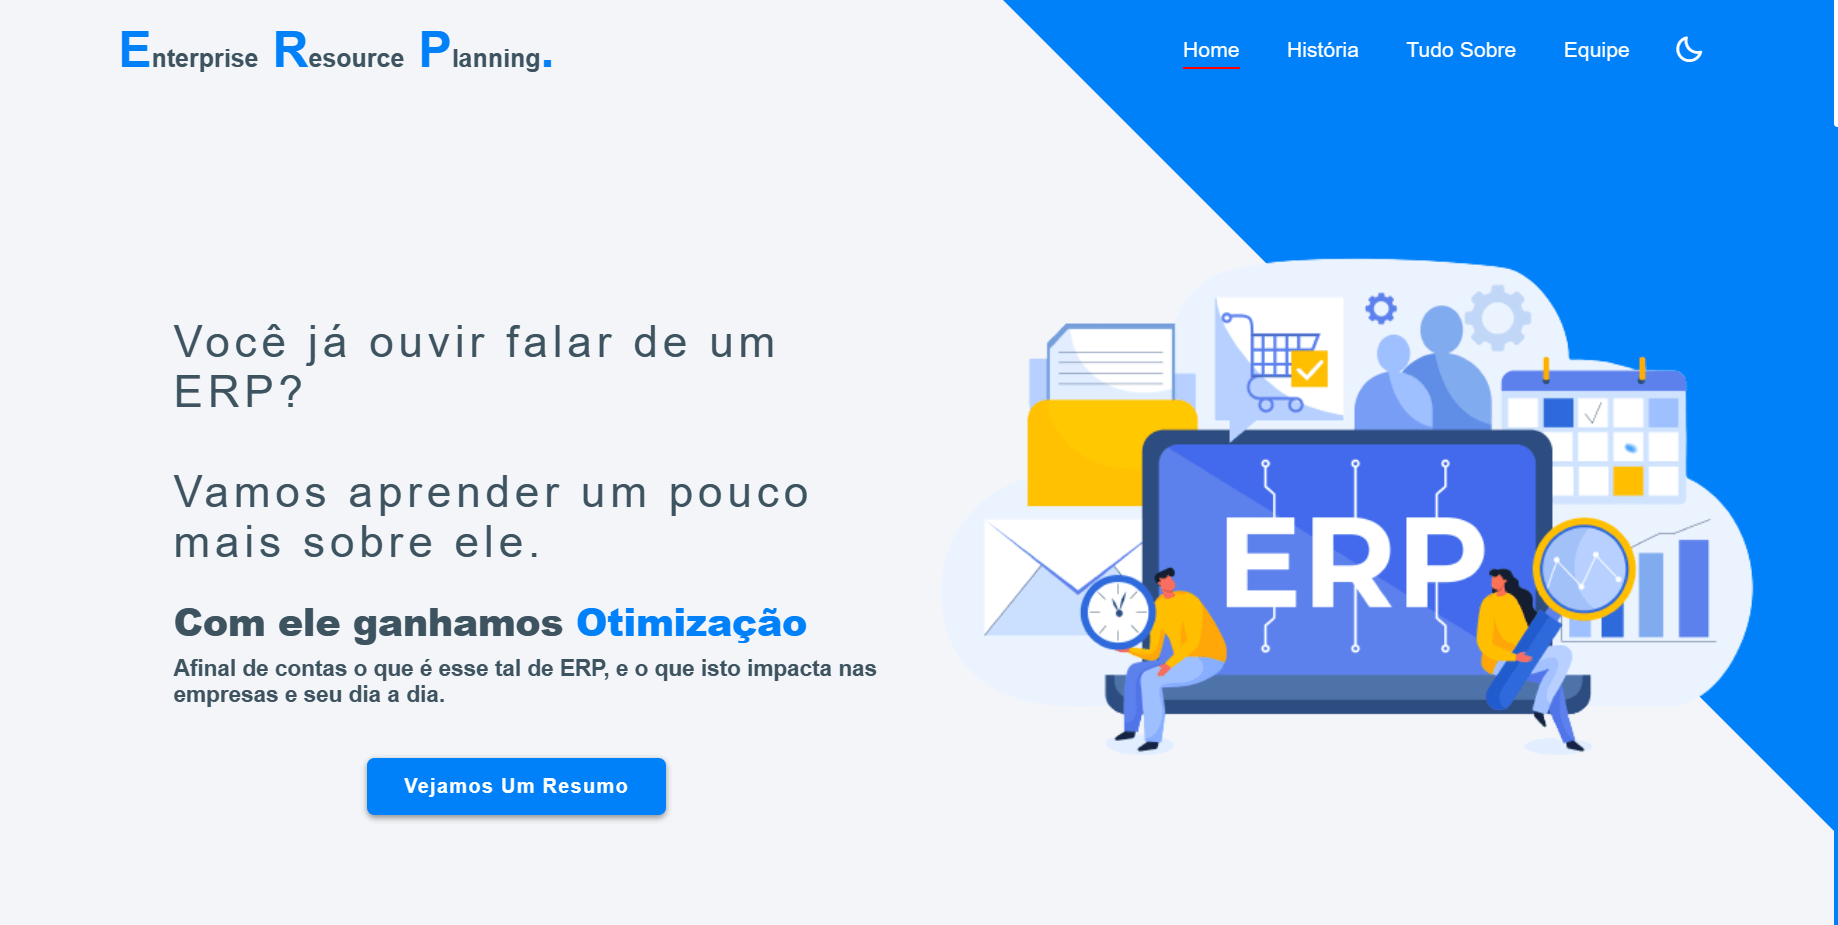 Enterprise Resource Planning.
Home História Tudo Sobre Equipe
Você já ouvir falar de um
ERP?
Vamos aprender um pouco
mais sobre ele.
Com ele ganhamos Otimização
Afinal de contas o que é esse tal de ERP, e o que isto impacta nas
empresas e seu dia a dia.
Vejamos Um Resumo
ERP